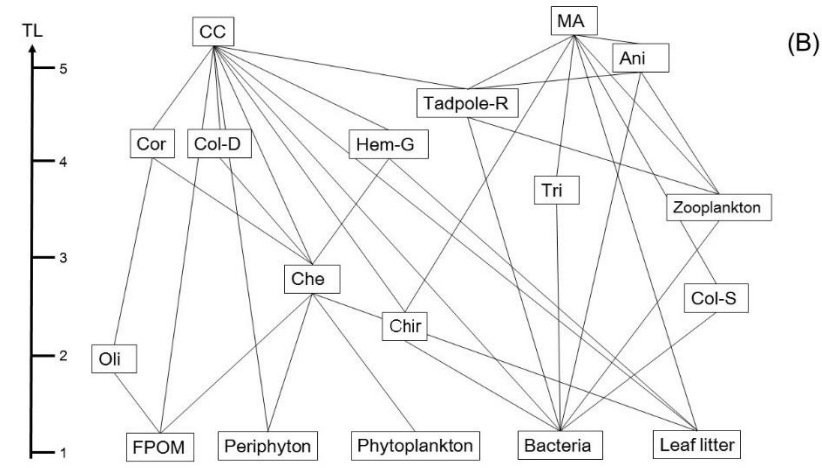 TL
CC
MA
(B)
Ani
5
Tadpole-R
Cor
Col-D
Hem-G
4
Tri
Zooplankton
3
Che
Col-S
Chir
2
Oli
FPOM
Periphyton
Phytoplankton
Bacteria
Leaf litter
1